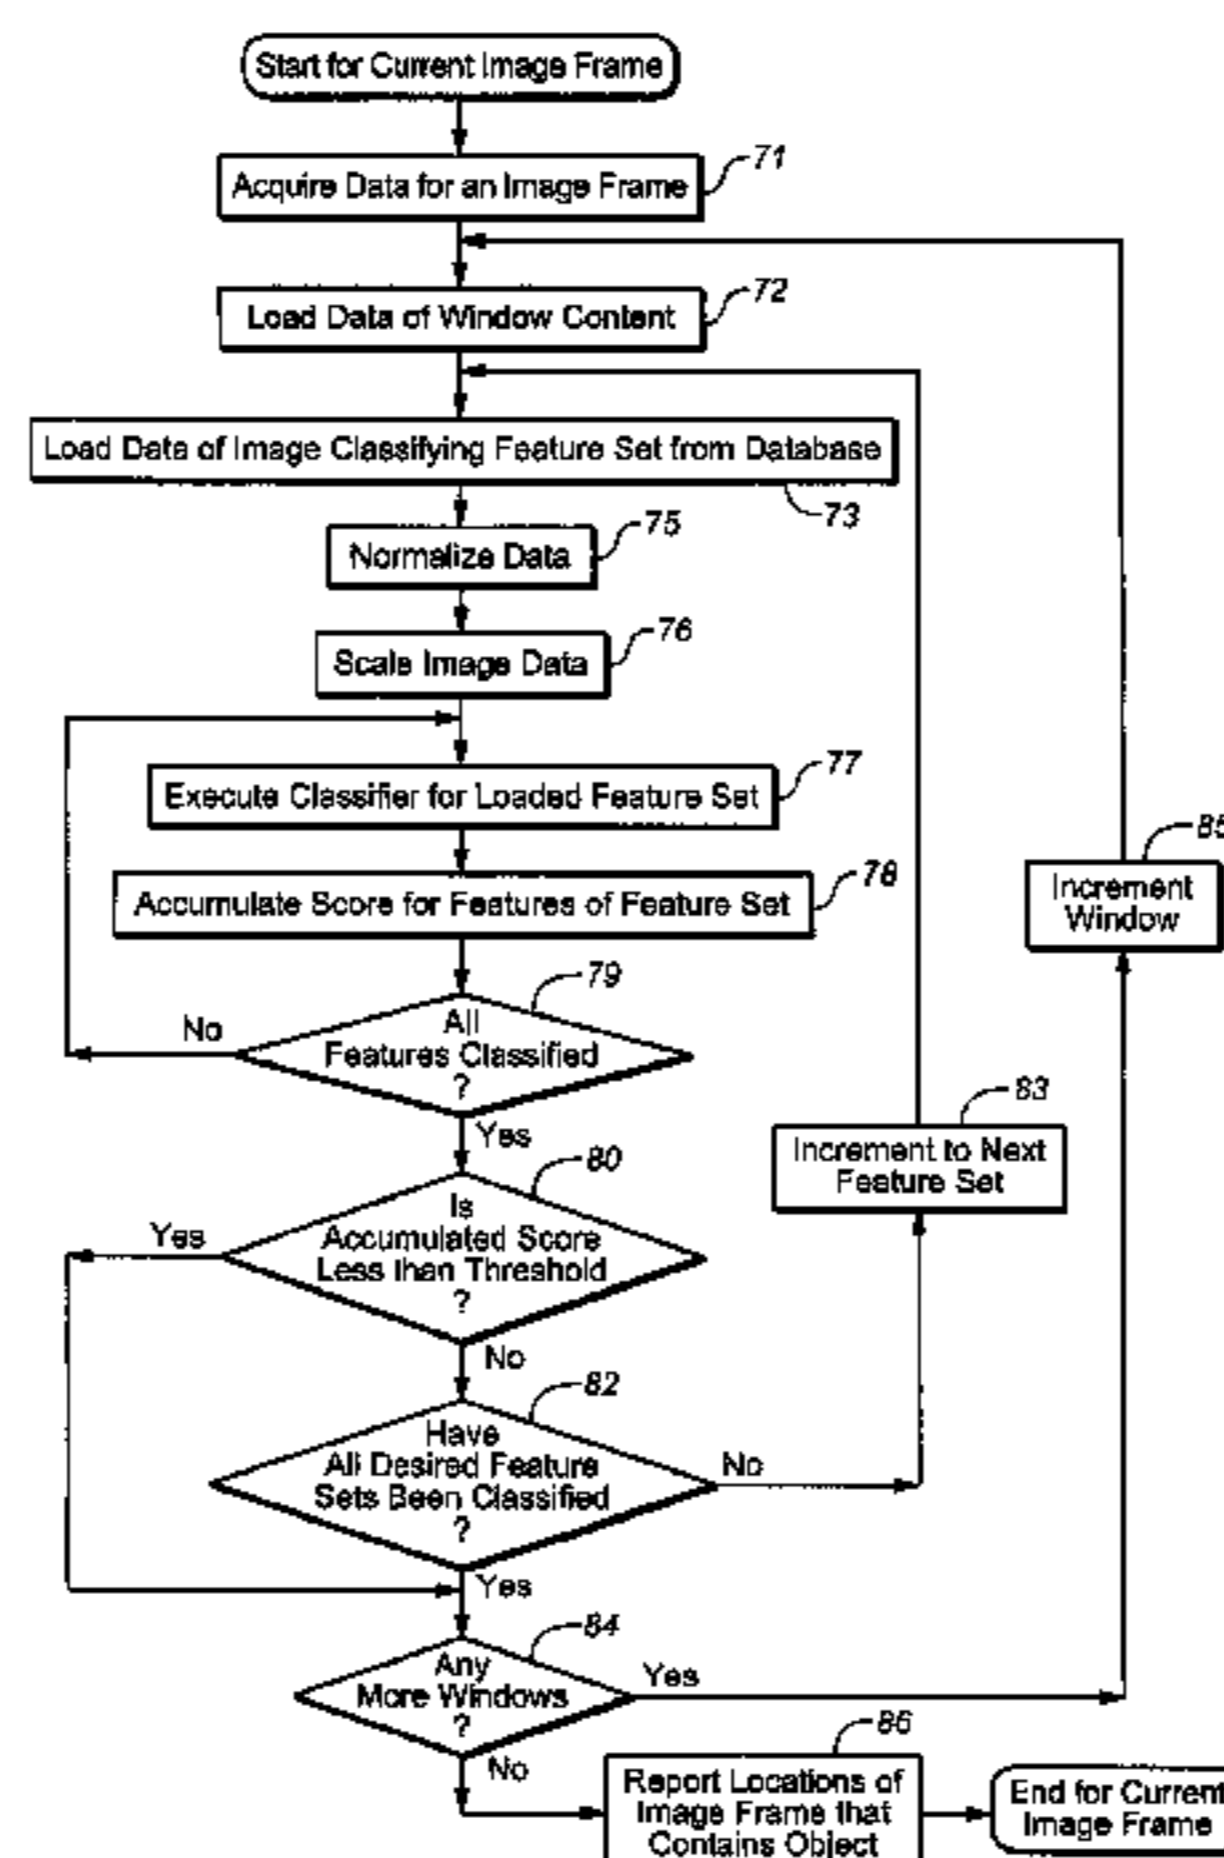 Start for Current Image Frame
71
Acquire Data for an Image Frame
72
Load Data of Window Content
Load Data of Image Classifying Feature Set from Database
73
75
Normalize Data
76
Scale Image Data
77
Execute Classifier for Loaded Feature Set
78
Accumulate Score for Features of Feature Set
85
Increment
Window
79
All
Features Classified
?
No
Yes
83
Increment to Next
Feature Set
80
Is
Accumulated Score
Less than Threshold
?
Yes
No
82
Have
All Desired Feature
Sets Been Classified
?
No
Yes
84
Any
More Windows
?
Yes
No
86
Report Locations of
Image Frame that
Contains Object
End for Current
Image Frame